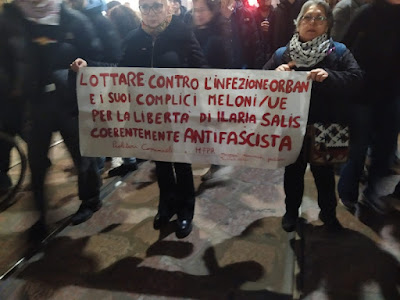 LOTTARE CONTRO L'INFEZIONE ORBAN
E I SUOI COMPLICI MELONI/UE
PER LA LIBERTÀ DI ILARIA SALIS
COERENTEMENTE ANTIFASCISTA